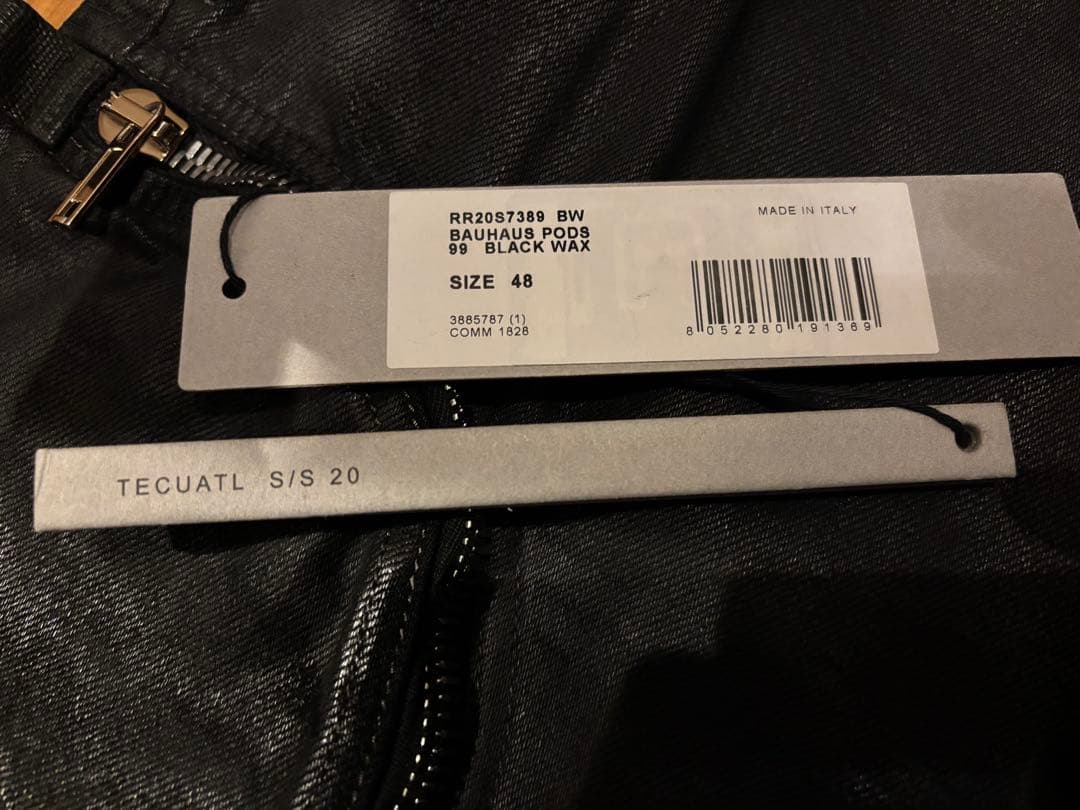 RR20S7389 BW
BAUHAUS PODS
99 BLACK WAX
SIZE 48
3885787 (1)
COMM 1828
MADE IN ITALY
8 052280 191369
TECUATL S/S 20